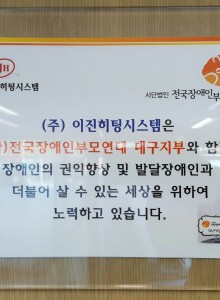 히팅시스템
사단법인 전국장애인부
(주) 이진히팅시스템은
)전국장애인부모연대 대구지부와 함
장애인의 권익향상 및 발달장애인과
더불어 살 수 있는 세상을 위하여
노력하고 있습니다.